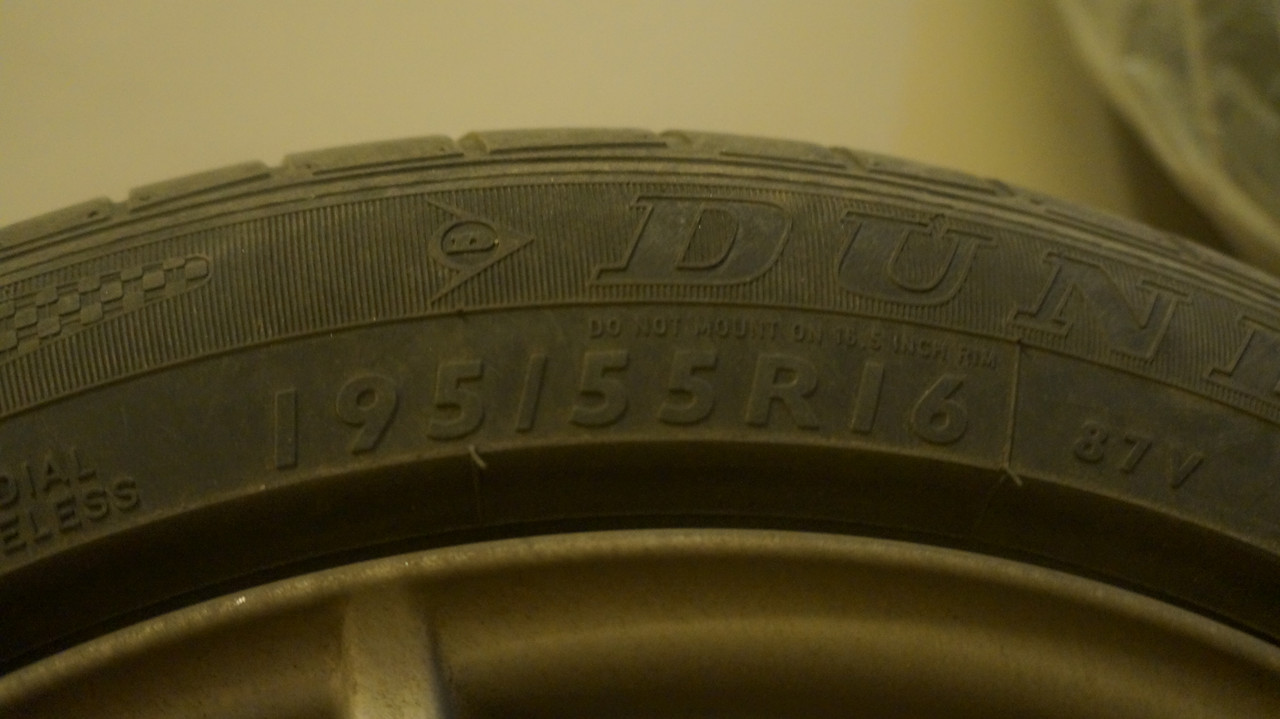 DUN
DO NOT MOUNT ON 16.5 INCH RIM
195/55R16
87V
DIAL
ELESS